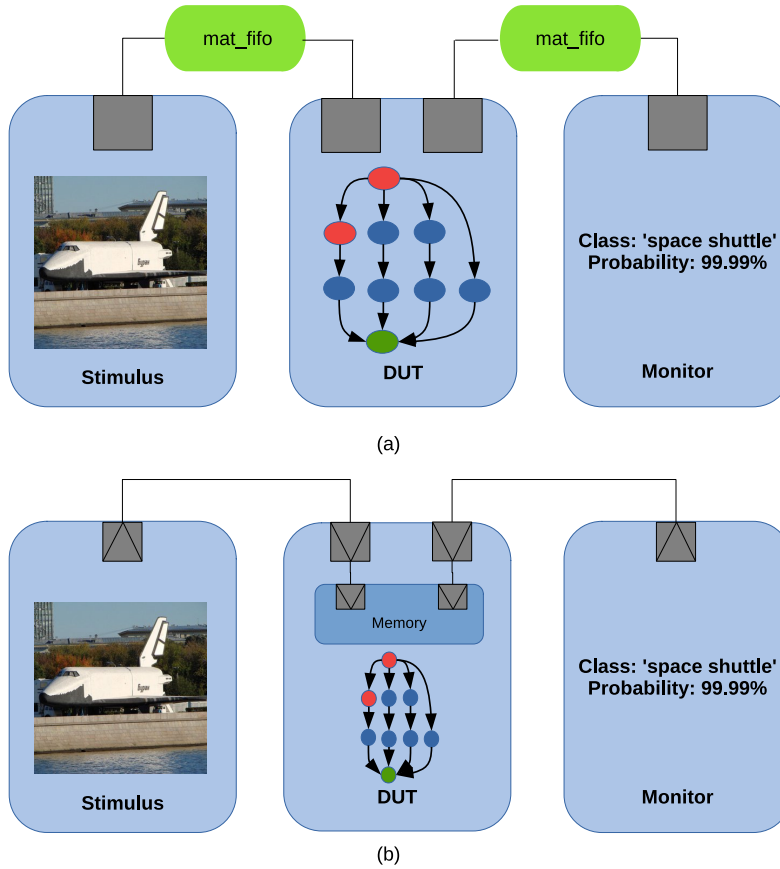 mat_fifo
mat_fifo
Class: 'space shuttle'
Probability: 99.99%
Stimulus
DUT
Monitor
(a)
Memory
Class: 'space shuttle'
Probability: 99.99%
Stimulus
DUT
Monitor
(b)